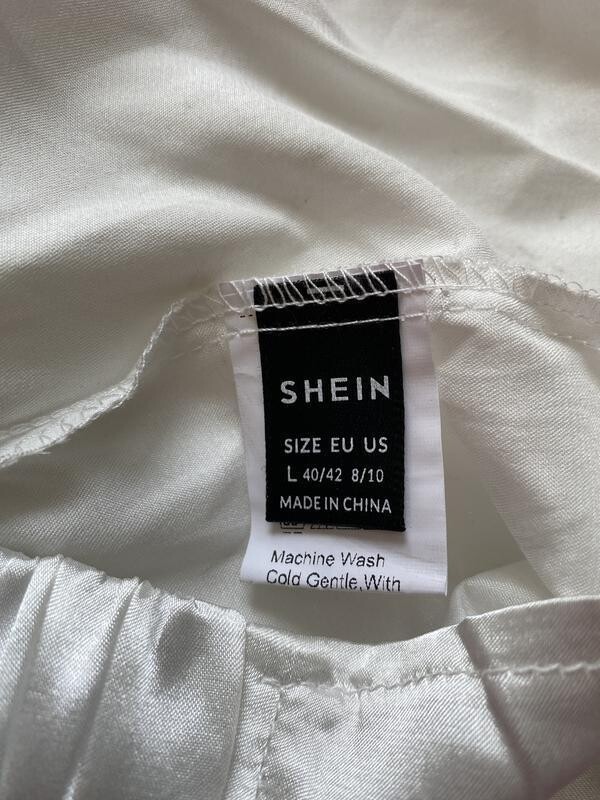 SHEIN
SIZE EU US
L 40/42 8/10
MADE IN CHINA
Machine Wash
Cold Gentle,With